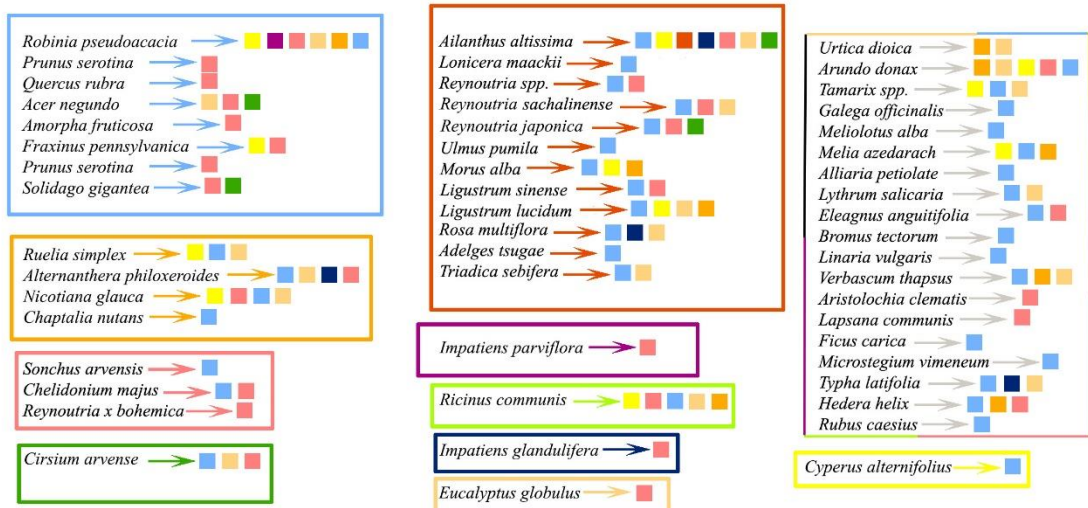 Robinia pseudoacacia
Prunus serotina
Quercus rubra
Acer negundo
Amorpha fruticosa
Fraxinus pennsylvanica
Prunus serotina
Solidago gigantea
Ruelia simplex
Alternanthera philoxeroides
Nicotiana glauca
Chaptalia nutans
Sonchus arvensis
Chelidonium majus
Reynoutria x bohemica
Cirsium arvense
Ailanthus altissima
Lonicera maackii
Reynoutria spp.
Reynoutria sachalinense
Reynoutria japonica
Ulmus pumila
Morus alba
Ligustrum sinense
Ligustrum lucidum
Rosa multiflora
Adelges tsugae
Triadica sebifera
Impatiens parviflora
Ricinus communis
Impatiens glandulifera
Eucalyptus globulus
Urtica dioica
Arundo donax
Tamarix spp.
Galega officinalis
Meliolotus alba
Melia azedarach
Alliaria petiolate
Lythrum salicaria
Eleagnus anguitifolia
Bromus tectorum
Linaria vulgaris
Verbascum thapsus
Aristolochia clematis
Lapsana communis
Ficus carica
Microstegium vimeneum
Typha latifolia
Hedera helix
Rubus caesius
Cyperus alternifolius